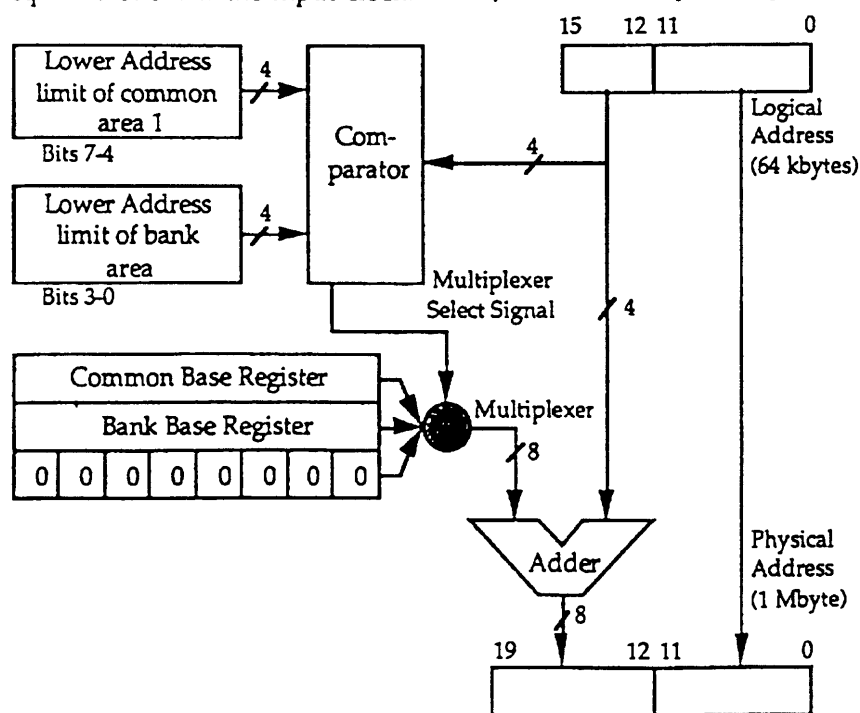 15 12 11 0
Lower Address
limit of common
area 1
Bits 7-4
4
Com-
parator
4
Logical
Address
(64 kbytes)
Lower Address
limit of bank
area
Bits 3-0
4
Multiplexer
Select Signal
4
Common Base Register
Bank Base Register
0 0 0 0 0 0 0 0
Multiplexer
8
Adder
8
Physical
Address
(1 Mbyte)
19 12 11 0